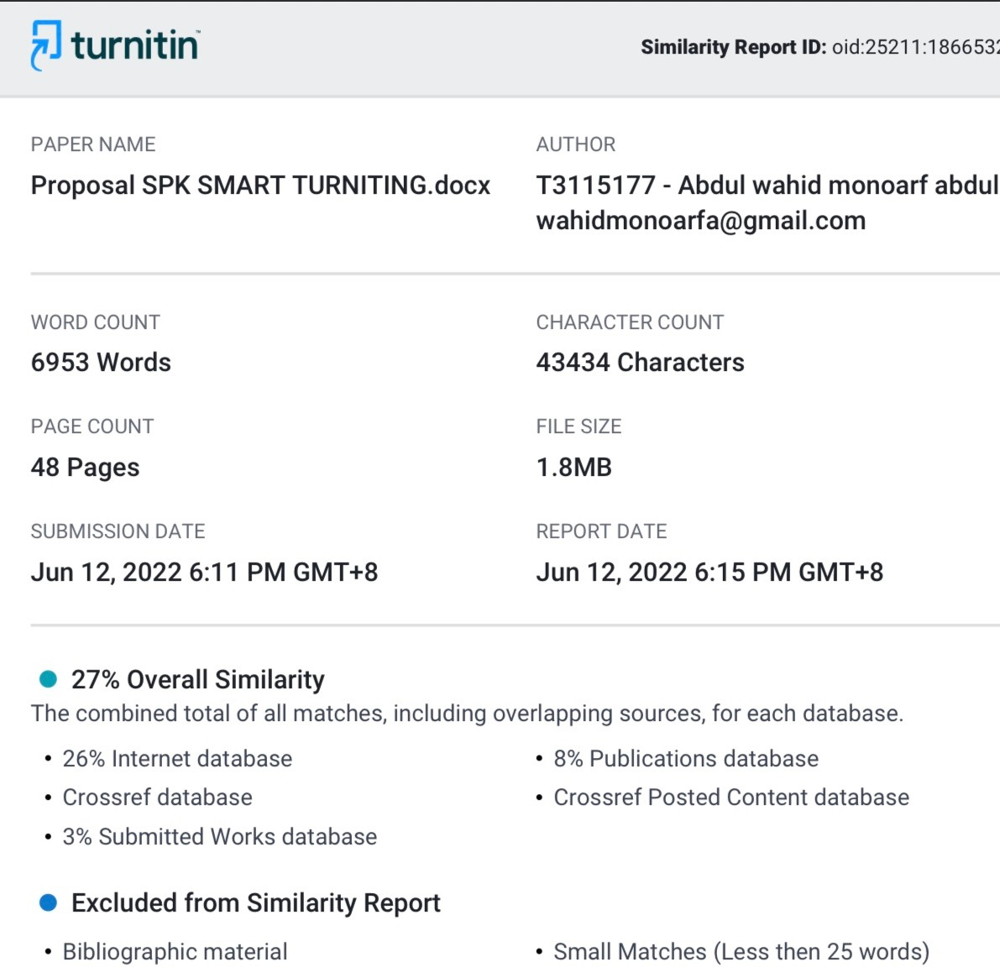 turnitin™
Similarity Report ID: oid:25211:1866532
PAPER NAME
Proposal SPK SMART TURNITING.docx
AUTHOR
T3115177 - Abdul wahid monoarf abdul
wahidmonoarfa@gmail.com
WORD COUNT
6953 Words
CHARACTER COUNT
43434 Characters
PAGE COUNT
48 Pages
FILE SIZE
1.8MB
SUBMISSION DATE
Jun 12, 2022 6:11 PM GMT+8
REPORT DATE
Jun 12, 2022 6:15 PM GMT+8
● 27% Overall Similarity
The combined total of all matches, including overlapping sources, for each database.
• 26% Internet database
• 8% Publications database
• Crossref database
• Crossref Posted Content database
• 3% Submitted Works database
● Excluded from Similarity Report
• Bibliographic material
• Small Matches (Less then 25 words)